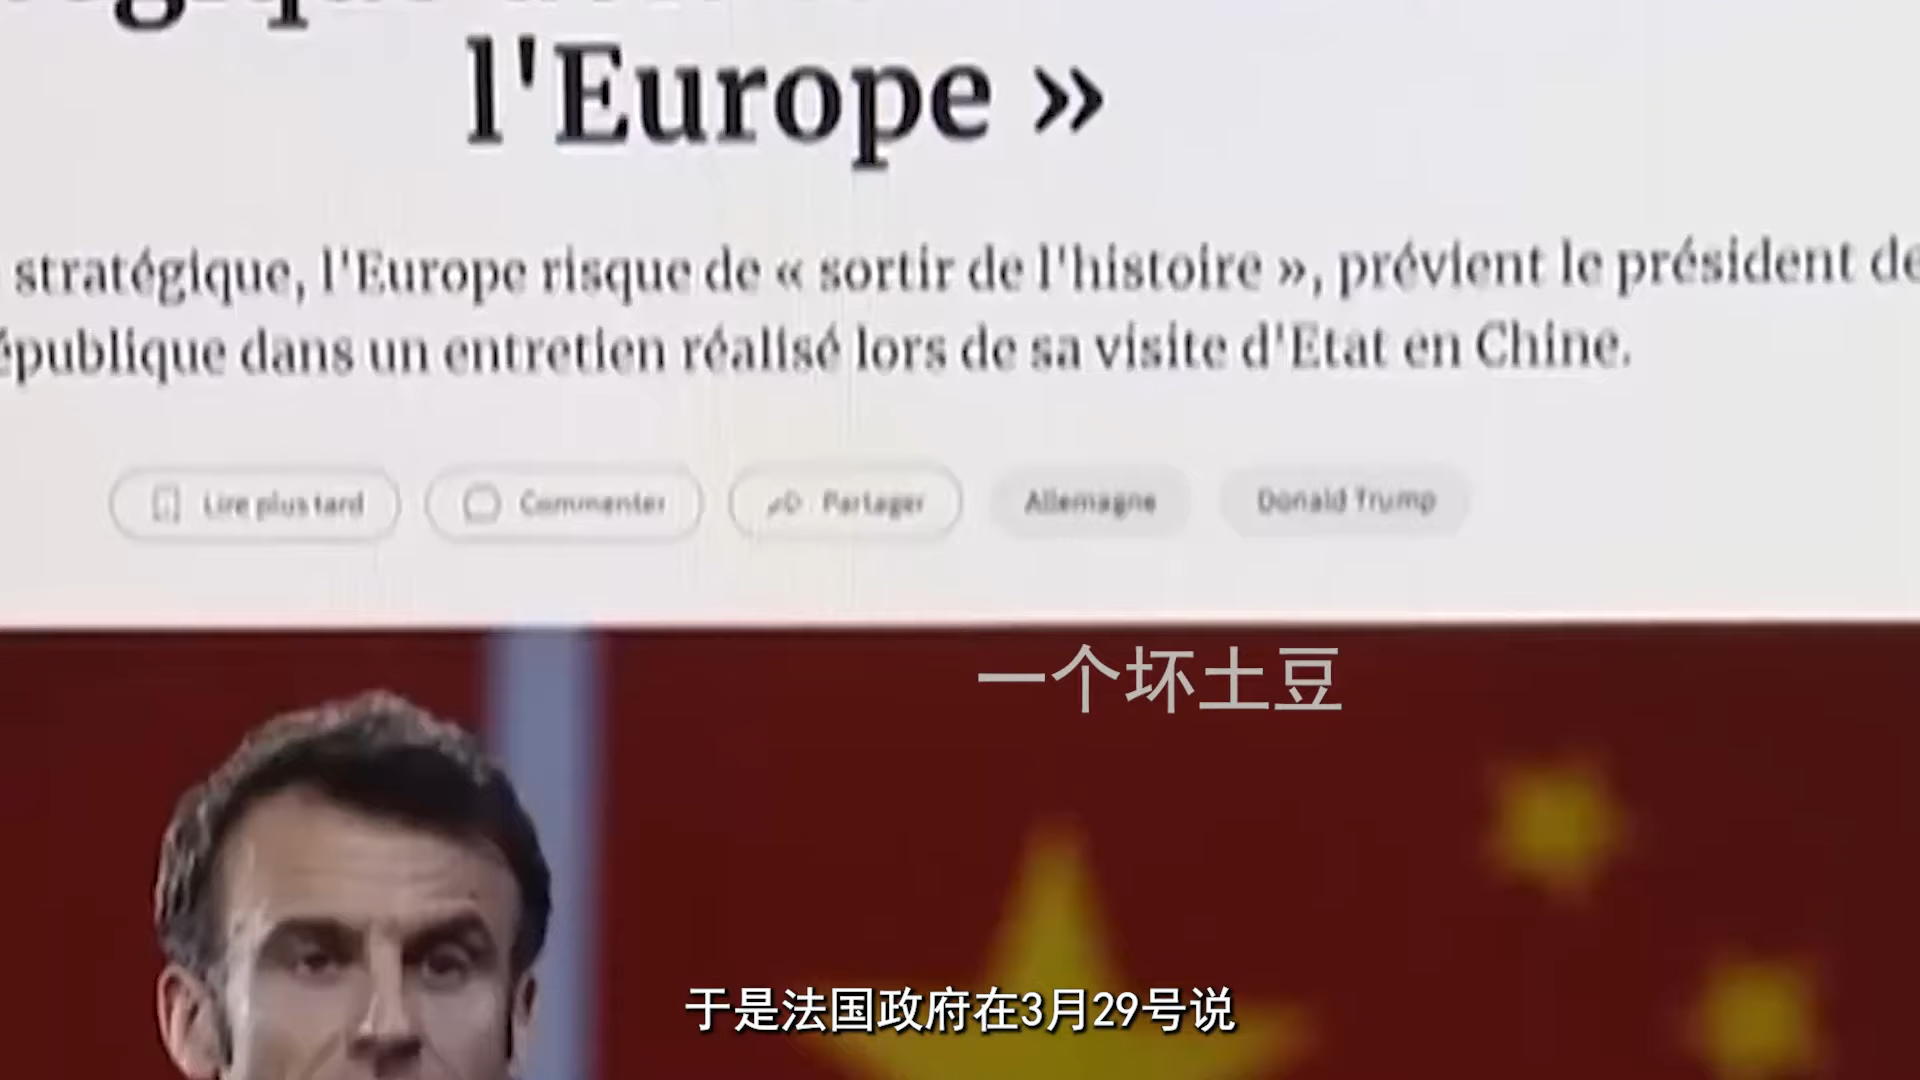 l'Europe »
stratégique, l'Europe risque de « sortir de l'histoire », prévient le président de
épublique dans un entretien réalisé lors de sa visite d'Etat en Chine.
Lire plus tard Commenter Partager Allemagne Donald Trump
一个坏土豆
于是法国政府在3月29号说